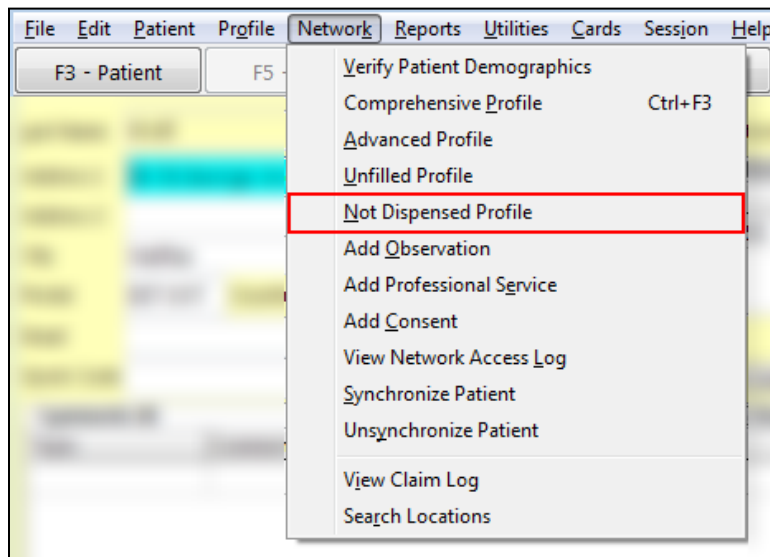 File Edit Patient Profile Network Reports Utilities Cards Session Help
F3 - Patient F5 -
Verify Patient Demographics
Comprehensive Profile Ctrl+F3
Advanced Profile
Unfilled Profile
Not Dispensed Profile
Add Observation
Add Professional Service
Add Consent
View Network Access Log
Synchronize Patient
Unsynchronize Patient
View Claim Log
Search Locations